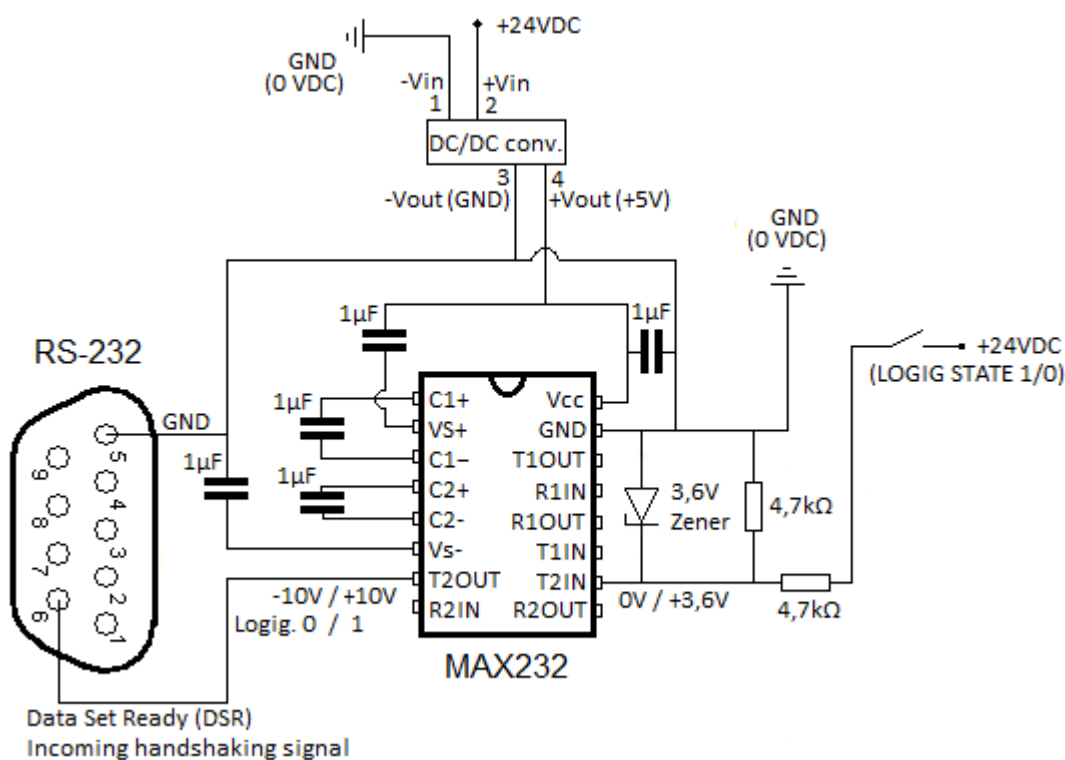 +24VDC
GND
(0 VDC)
-Vin
1
+Vin
2
DC/DC conv.
3
4
-Vout (GND)
+Vout (+5V)
GND
(0 VDC)
1µF
1µF
RS-232
+24VDC
(LOGIG STATE 1/0)
1µF
GND
1µF
1µF
5
4
3
2
1
9
8
7
6
C1+
VS+
C1−
C2+
C2-
Vs-
T2OUT
R2IN
Vcc
GND
T1OUT
R1IN
R1OUT
T1IN
T2IN
R2OUT
3,6V
Zener
4,7kΩ
-10V / +10V
Logig. 0 / 1
0V / +3,6V
4,7kΩ
MAX232
Data Set Ready (DSR)
Incoming handshaking signal